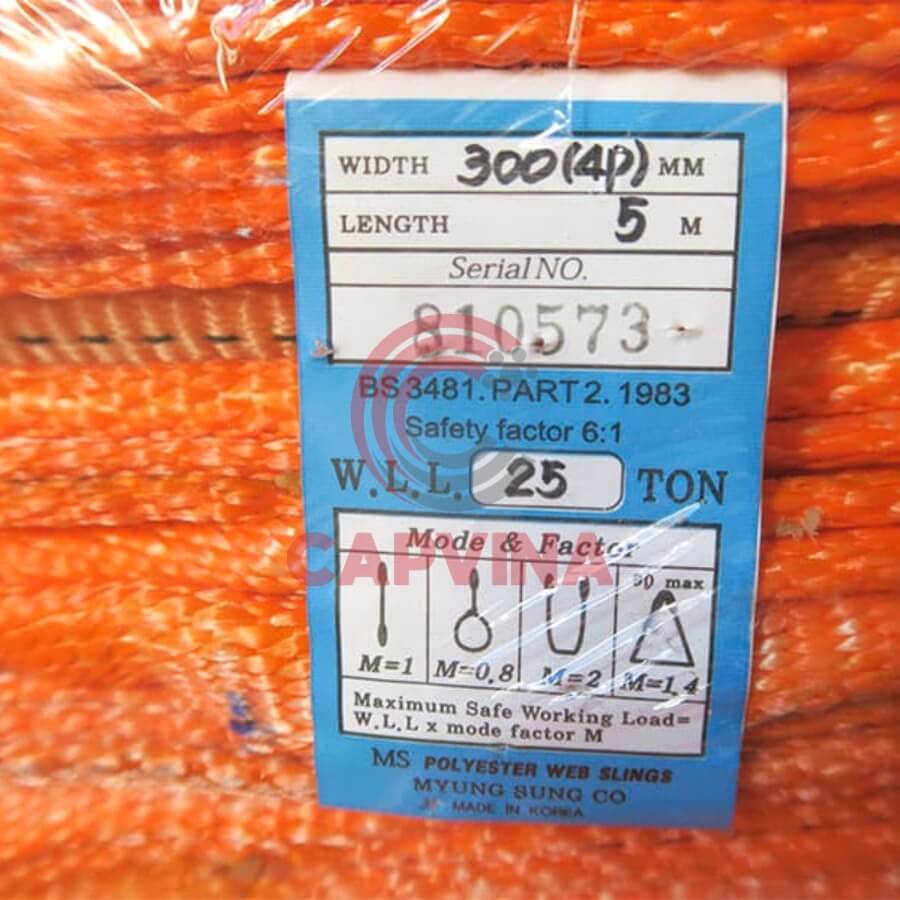 WIDTH 300(4P) MM
LENGTH 5 M
Serial NO.
810573
BS 3481. PART 2. 1983
Safety factor 6:1
W.L.L. 25 TON
CAPVINA
Mode & Factor
90 max
M=1 M=0.8 M=2 M=1.4
Maximum Safe Working Load=
W.L.L x mode factor M
MS POLYESTER WEB SLINGS
MYUNG SUNG CO
MADE IN KOREA